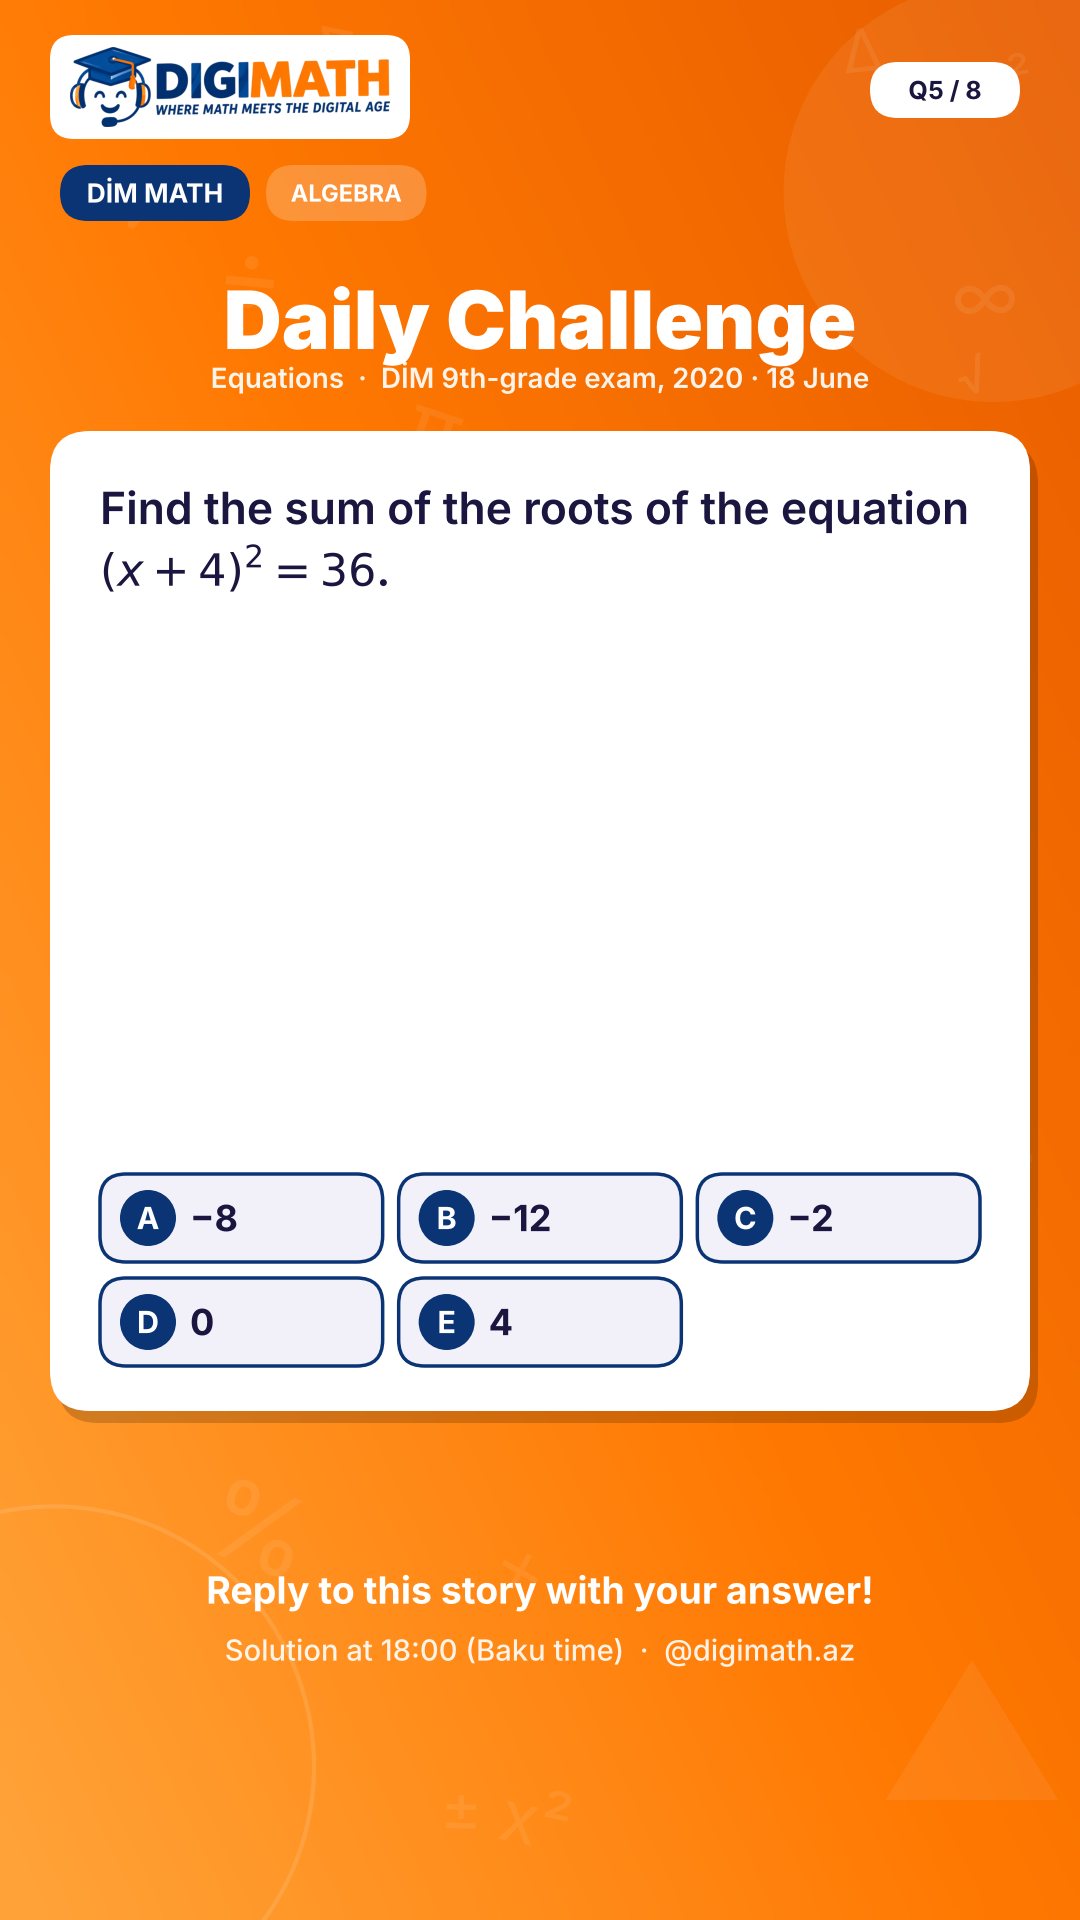 DIGIMATH
WHERE MATH MEETS THE DIGITAL AGE
Q5 / 8
DİM MATH
ALGEBRA
Daily Challenge
Equations · DİM 9th-grade exam, 2020 · 18 June
Find the sum of the roots of the equation
(x + 4)² = 36.
A −8
B −12
C −2
D 0
E 4
Reply to this story with your answer!
Solution at 18:00 (Baku time) · @digimath.az
÷
∞
√
π
Δ
%
± x²